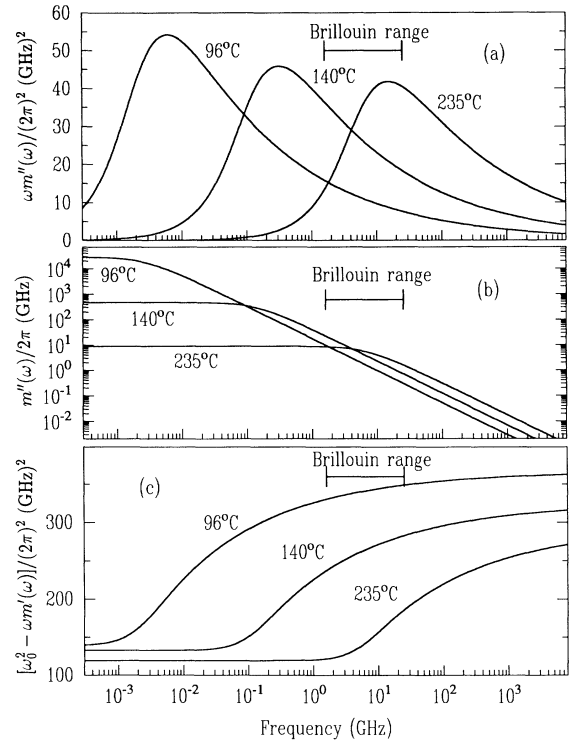 ωm″(ω)/(2π)² (GHz)²
60
50
40
30
20
10
0
Brillouin range
(a)
96°C
140°C
235°C
m″(ω)/2π (GHz)
10⁴
10³
10²
10¹
10⁰
10⁻¹
10⁻²
Brillouin range
(b)
96°C
140°C
235°C
[ω₀² − ωm′(ω)]/(2π)² (GHz)²
300
200
100
Brillouin range
(c)
96°C
140°C
235°C
10⁻³ 10⁻² 10⁻¹ 10⁰ 10¹ 10² 10³
Frequency (GHz)